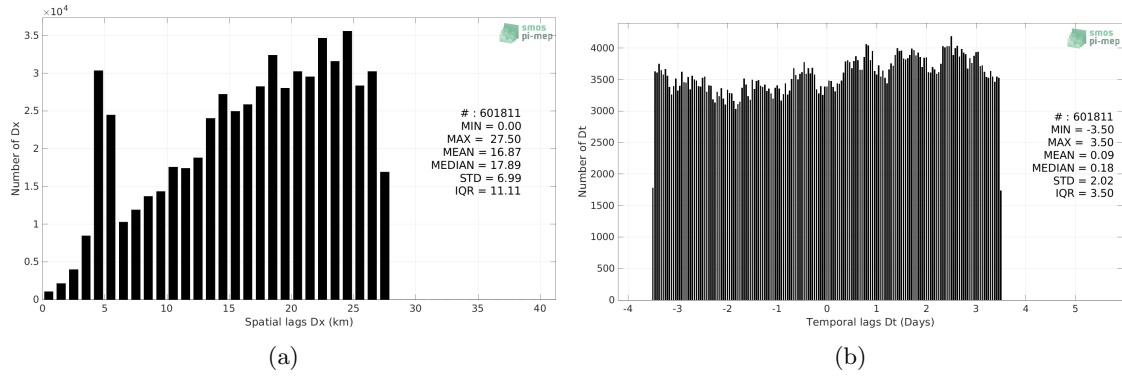 ×10⁴
3.5
3
2.5
2
1.5
1
0.5
0
Number of Dx
0 5 10 15 20 25 30 35 40
Spatial lags Dx (km)
smos
pi-mep
# : 601811
MIN = 0.00
MAX = 27.50
MEAN = 16.87
MEDIAN = 17.89
STD = 6.99
IQR = 11.11
(a)
4000
3500
3000
2500
2000
1500
1000
500
0
Number of Dt
-4 -3 -2 -1 0 1 2 3 4 5 6
Temporal lags Dt (Days)
smos
pi-mep
# : 601811
MIN = -3.50
MAX = 3.50
MEAN = 0.09
MEDIAN = 0.18
STD = 2.02
IQR = 3.50
(b)